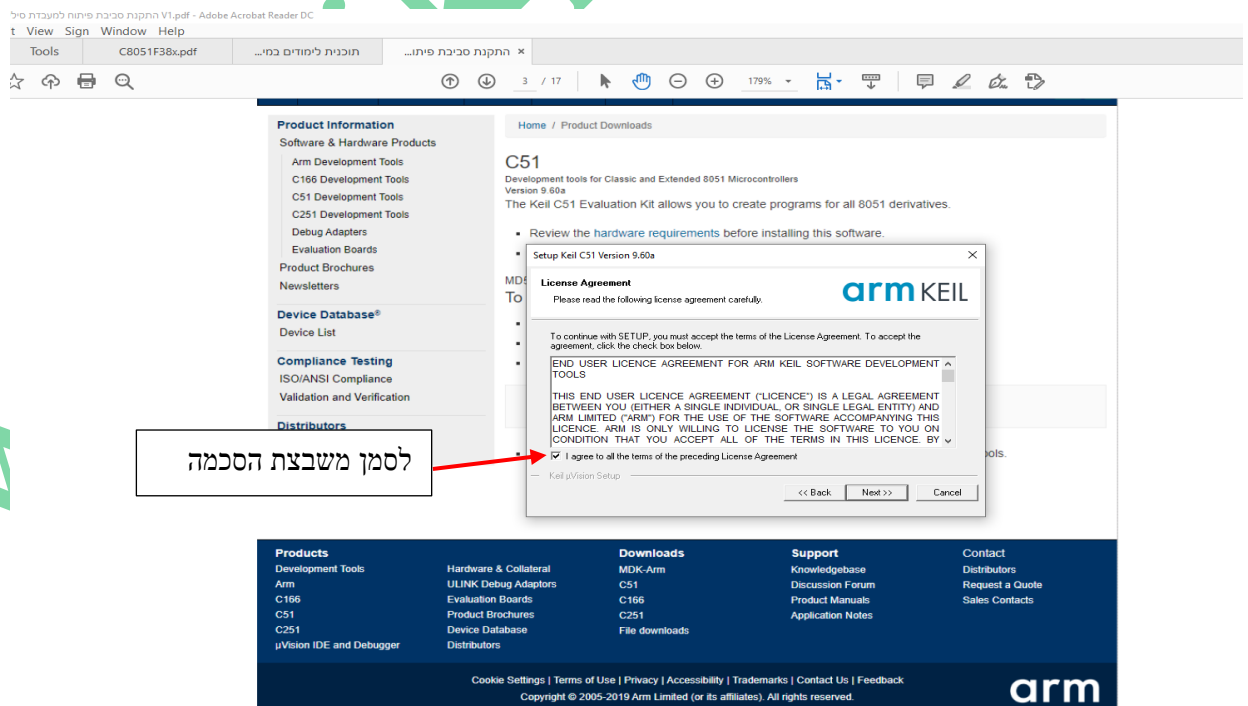 התקנת סביבת פיתוח למעבדת סיל V1.pdf - Adobe Acrobat Reader DC
t View Sign Window Help
Tools C8051F38x.pdf תוכנית לימודים במי... התקנת סביבת פיתו... ×
3 / 17 179%
Product Information
Software & Hardware Products
Arm Development Tools
C166 Development Tools
C51 Development Tools
C251 Development Tools
Debug Adapters
Evaluation Boards
Product Brochures
Newsletters
Device Database®
Device List
Compliance Testing
ISO/ANSI Compliance
Validation and Verification
Distributors
Home / Product Downloads
C51
Development tools for Classic and Extended 8051 Microcontrollers
Version 9.60a
The Keil C51 Evaluation Kit allows you to create programs for all 8051 derivatives.
Review the hardware requirements before installing this software.
MD5
To
ools.
Setup Keil C51 Version 9.60a
License Agreement
Please read the following license agreement carefully.
arm KEIL
To continue with SETUP, you must accept the terms of the License Agreement. To accept the
agreement, click the check box below.
END USER LICENCE AGREEMENT FOR ARM KEIL SOFTWARE DEVELOPMENT
TOOLS
THIS END USER LICENCE AGREEMENT ("LICENCE") IS A LEGAL AGREEMENT
BETWEEN YOU (EITHER A SINGLE INDIVIDUAL, OR SINGLE LEGAL ENTITY) AND
ARM LIMITED ("ARM") FOR THE USE OF THE SOFTWARE ACCOMPANYING THIS
LICENCE. ARM IS ONLY WILLING TO LICENSE THE SOFTWARE TO YOU ON
CONDITION THAT YOU ACCEPT ALL OF THE TERMS IN THIS LICENCE. BY
I agree to all the terms of the preceding License Agreement
Keil µVision Setup
<< Back Next >> Cancel
לסמן משבצת הסכמה
Products
Development Tools
Arm
C166
C51
C251
µVision IDE and Debugger
Hardware & Collateral
ULINK Debug Adaptors
Evaluation Boards
Product Brochures
Device Database
Distributors
Downloads
MDK-Arm
C51
C166
C251
File downloads
Support
Knowledgebase
Discussion Forum
Product Manuals
Application Notes
Contact
Distributors
Request a Quote
Sales Contacts
Cookie Settings | Terms of Use | Privacy | Accessibility | Trademarks | Contact Us | Feedback
Copyright © 2005-2019 Arm Limited (or its affiliates). All rights reserved.
arm